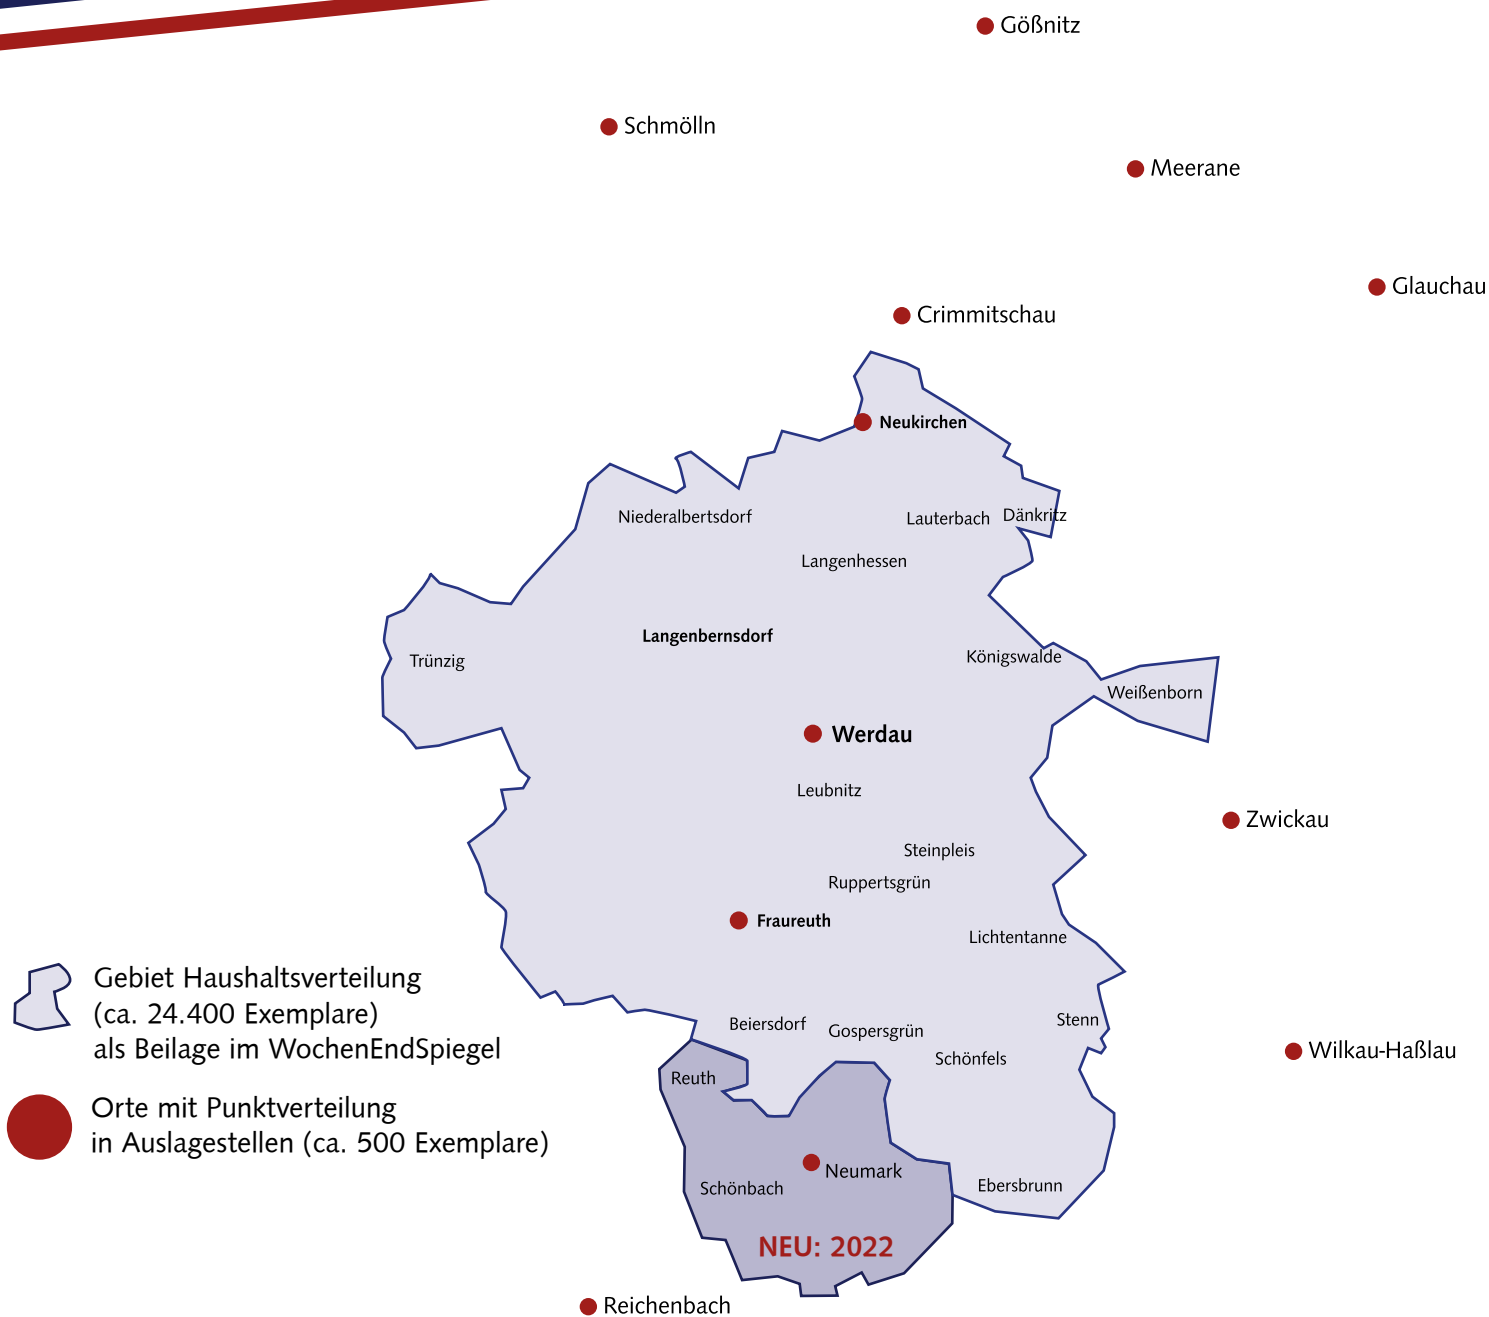 Gößnitz
Schmölln
Meerane
Glauchau
Crimmitschau
Neukirchen
Niederalbertsdorf
Lauterbach
Dänkritz
Langenhessen
Langenbernsdorf
Trünzig
Königswalde
Weißenborn
Werdau
Leubnitz
Zwickau
Steinpleis
Ruppertsgrün
Fraureuth
Lichtentanne
Gebiet Haushaltsverteilung
(ca. 24.400 Exemplare)
als Beilage im WochenEndSpiegel
Beiersdorf
Gospersgrün
Stenn
Schönfels
Wilkau-Haßlau
Reuth
Orte mit Punktverteilung
in Auslagestellen (ca. 500 Exemplare)
Neumark
Schönbach
Ebersbrunn
NEU: 2022
Reichenbach